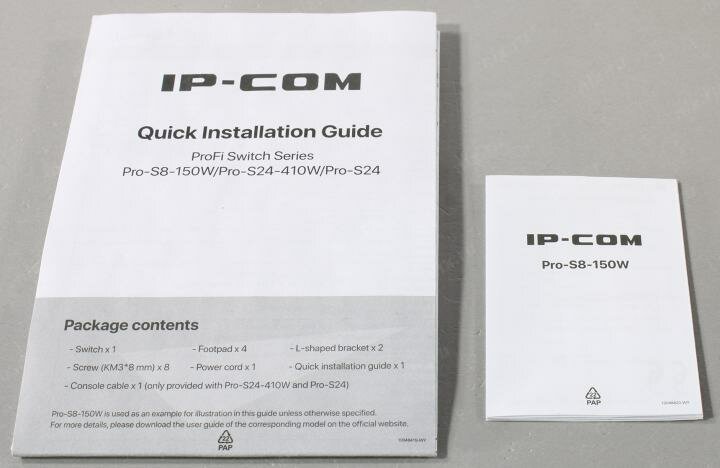 IP-COM
Quick Installation Guide
ProFi Switch Series
Pro-S8-150W/Pro-S24-410W/Pro-S24
Package contents
- Switch x 1 - Footpad x 4 - L-shaped bracket x 2
- Screw (KM3*8 mm) x 8 - Power cord x 1 - Quick installation guide x 1
- Console cable x 1 (only provided with Pro-S24-410W and Pro-S24)
Pro-S8-150W is used as an example for illustration in this guide unless otherwise specified.
For more details, please download the user guide of the corresponding model on the official website.
22
PAP
IP-COM
Pro-S8-150W
22
PAP